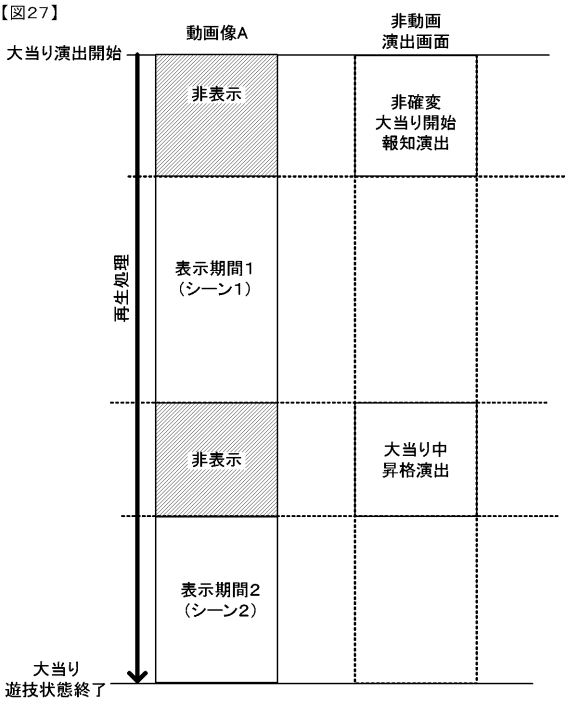 【図27】
動画像A
非動画
演出画面
大当り演出開始
非表示
非確変
大当り開始
報知演出
再生処理
表示期間1
(シーン1)
非表示
大当り中
昇格演出
表示期間2
(シーン2)
大当り
遊技状態終了